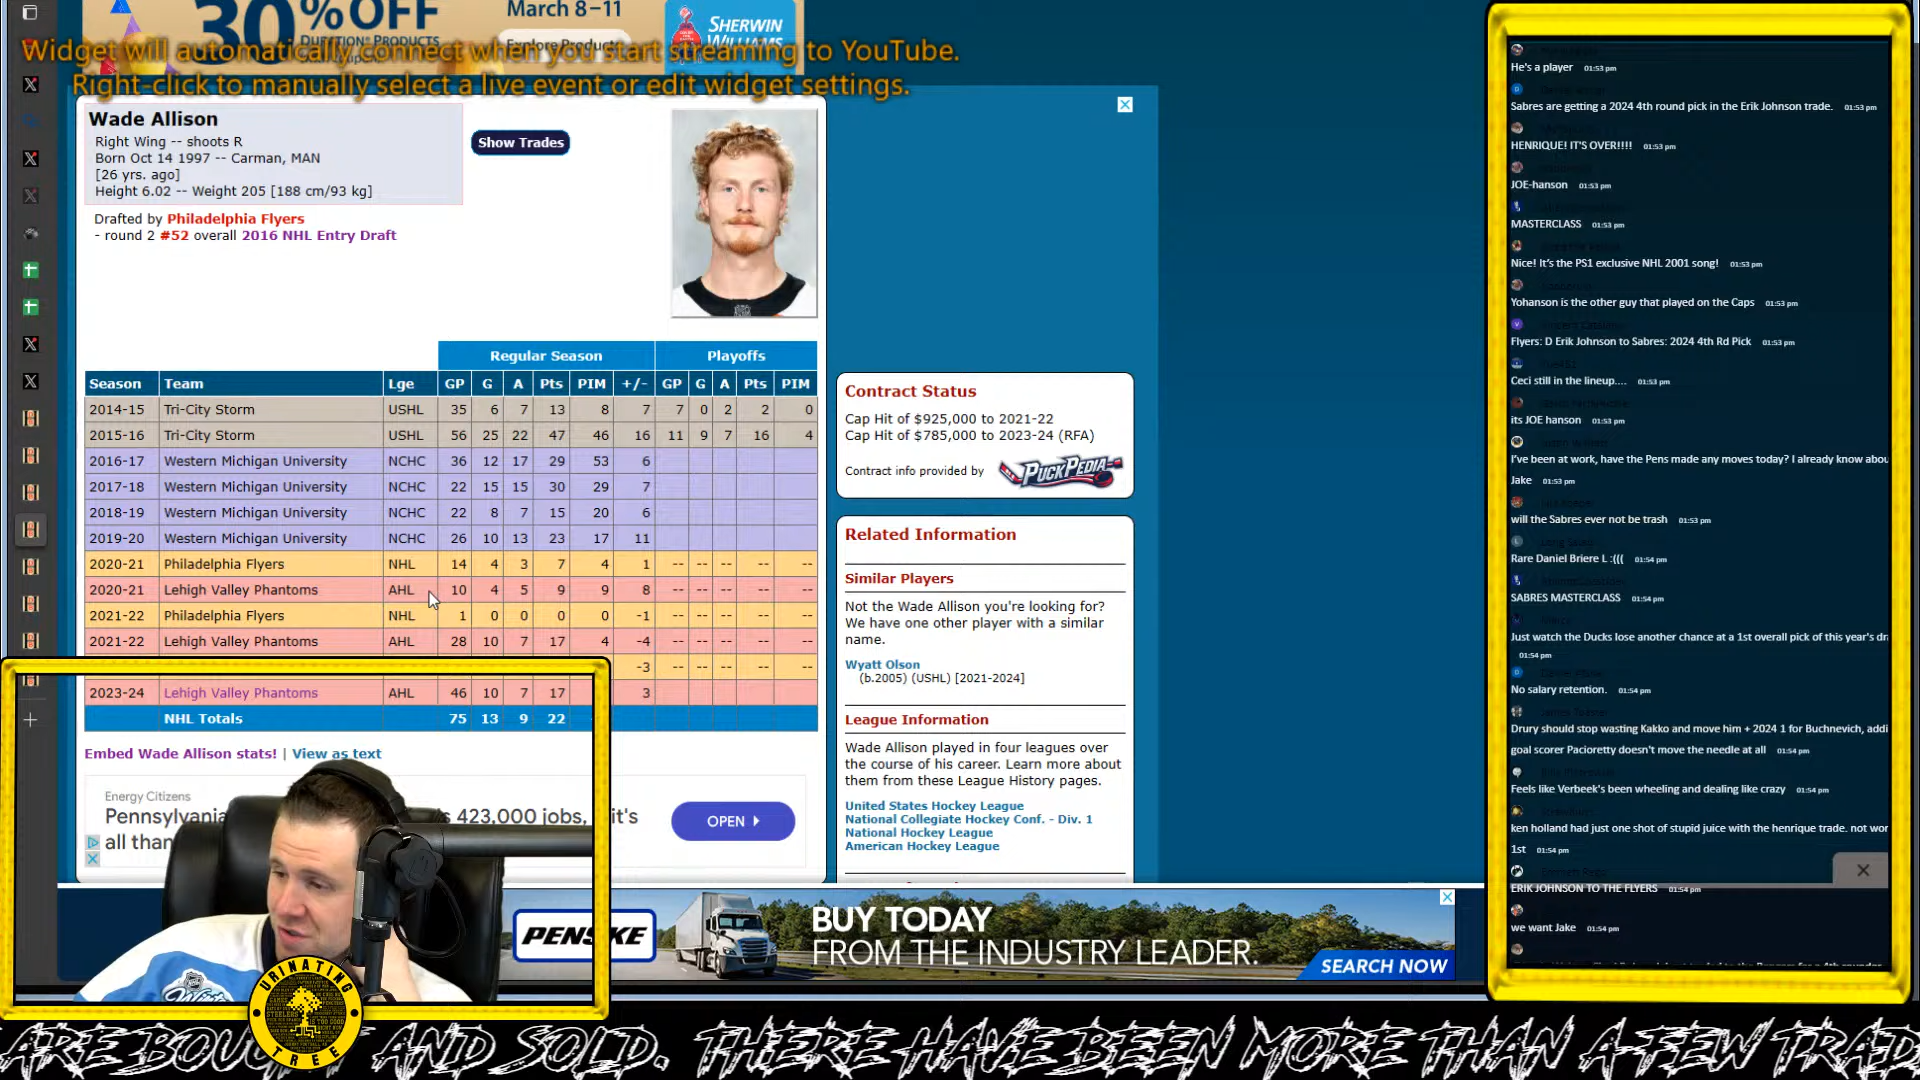 30% OFF
QUESTION® PRODUCTS
March 8–11
Explore Products
SHERWIN
WILLIAMS
Widget will automatically connect when you start streaming to YouTube.
Right-click to manually select a live event or edit widget settings.
Wade Allison
Right Wing -- shoots R
Born Oct 14 1997 -- Carman, MAN
[26 yrs. ago]
Height 6.02 -- Weight 205 [188 cm/93 kg]
Show Trades
Drafted by Philadelphia Flyers
- round 2 #52 overall 2016 NHL Entry Draft
Regular Season Playoffs
Season Team Lge GP G A Pts PIM +/- GP G A Pts PIM
2014-15 Tri-City Storm USHL 35 6 7 13 8 7 7 0 2 2 0
2015-16 Tri-City Storm USHL 56 25 22 47 46 16 11 9 7 16 4
2016-17 Western Michigan University NCHC 36 12 17 29 53 6
2017-18 Western Michigan University NCHC 22 15 15 30 29 7
2018-19 Western Michigan University NCHC 22 8 7 15 20 6
2019-20 Western Michigan University NCHC 26 10 13 23 17 11
2020-21 Philadelphia Flyers NHL 14 4 3 7 4 1 -- -- -- -- --
2020-21 Lehigh Valley Phantoms AHL 10 4 5 9 9 8 -- -- -- -- --
2021-22 Philadelphia Flyers NHL 1 0 0 0 0 -1 -- -- -- -- --
2021-22 Lehigh Valley Phantoms AHL 28 10 7 17 4 -4 -- -- -- -- --
-3 -- -- -- -- --
2023-24 Lehigh Valley Phantoms AHL 46 10 7 17 3
NHL Totals 75 13 9 22
Embed Wade Allison stats! | View as text
Energy Citizens
Pennsylvania 423,000 jobs, it's
all than
OPEN
Contract Status
Cap Hit of $925,000 to 2021-22
Cap Hit of $785,000 to 2023-24 (RFA)
Contract info provided by PUCKPEDIA
Related Information
Similar Players
Not the Wade Allison you're looking for?
We have one other player with a similar
name.
Wyatt Olson
(b.2005) (USHL) [2021-2024]
League Information
Wade Allison played in four leagues over
the course of his career. Learn more about
them from these League History pages.
United States Hockey League
National Collegiate Hockey Conf. - Div. 1
National Hockey League
American Hockey League
PENSKE
BUY TODAY
FROM THE INDUSTRY LEADER.
SEARCH NOW
URINATING
TREE
ARE BOUGHT AND SOLD. THERE HAVE BEEN MORE THAN A FEW TRAD
He's a player 01:53 pm
Sabres are getting a 2024 4th round pick in the Erik Johnson trade. 01:53 pm
HENRIQUE! IT'S OVER!!!! 01:53 pm
JOE-hanson 01:53 pm
MASTERCLASS 01:53 pm
Nice! It's the PS1 exclusive NHL 2001 song! 01:53 pm
Yohanson is the other guy that played on the Caps 01:53 pm
Flyers: D Erik Johnson to Sabres: 2024 4th Rd Pick 01:53 pm
Ceci still in the lineup.... 01:53 pm
its JOE hanson 01:53 pm
I've been at work, have the Pens made any moves today? I already know abou
Jake 01:53 pm
will the Sabres ever not be trash 01:53 pm
Rare Daniel Briere L :((( 01:54 pm
SABRES MASTERCLASS 01:54 pm
Just watch the Ducks lose another chance at a 1st overall pick of this year's dr
01:54 pm
No salary retention. 01:54 pm
Drury should stop wasting Kakko and move him + 2024 1 for Buchnevich, addi
goal scorer Pacioretty doesn't move the needle at all 01:54 pm
Feels like Verbeek's been wheeling and dealing like crazy 01:54 pm
ken holland had just one shot of stupid juice with the henrique trade. not wor
1st 01:54 pm
ERIK JOHNSON TO THE FLYERS 01:54 pm
we want Jake 01:54 pm